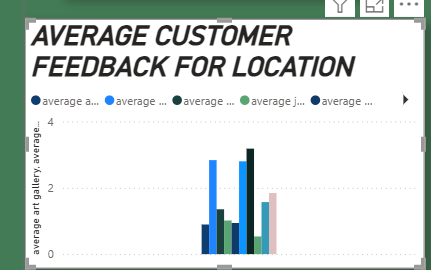 AVERAGE CUSTOMER
FEEDBACK FOR LOCATION
average a... average ... average ... average j... average ...
4
average art gallery, average...
2
0